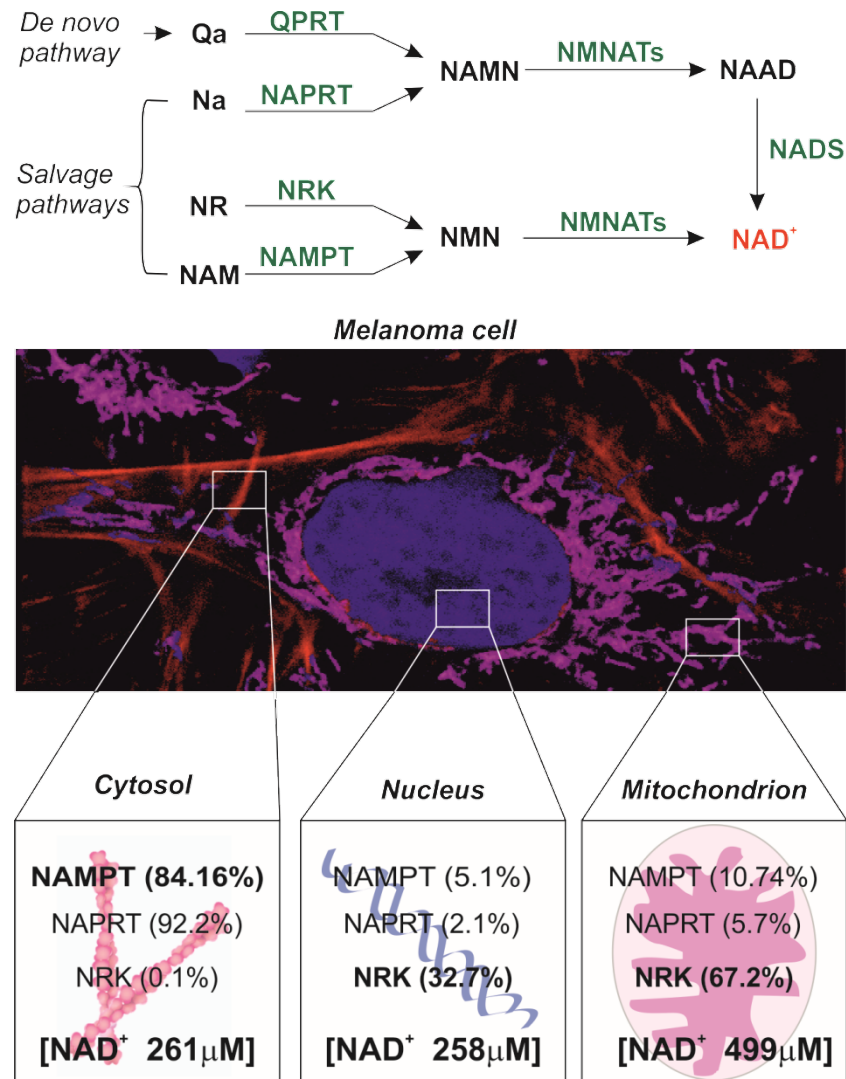 De novo pathway
Qa
QPRT
NAMN
NMNATs
NAAD
Na
NAPRT
NADS
Salvage pathways
NR
NRK
NMN
NMNATs
NAD+
NAM
NAMPT
Melanoma cell
Cytosol
NAMPT (84.16%)
NAPRT (92.2%)
NRK (0.1%)
[NAD+ 261µM]
Nucleus
NAMPT (5.1%)
NAPRT (2.1%)
NRK (32.7%)
[NAD+ 258µM]
Mitochondrion
NAMPT (10.74%)
NAPRT (5.7%)
NRK (67.2%)
[NAD+ 499µM]